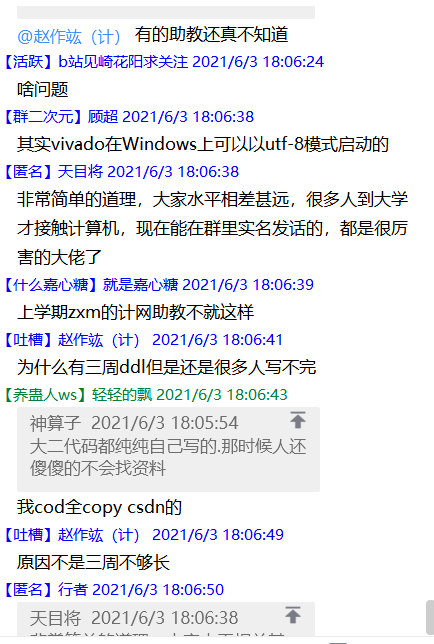 @赵作竑（计） 有的助教还真不知道
【活跃】b站见崎花阳求关注 2021/6/3 18:06:24
啥问题
【群二次元】顾超 2021/6/3 18:06:38
其实vivado在Windows上可以以utf-8模式启动的
【匿名】天目将 2021/6/3 18:06:38
非常简单的道理，大家水平相差甚远，很多人到大学
才接触计算机，现在能在群里实名发话的，都是很厉
害的大佬了
【什么嘉心糖】就是嘉心糖 2021/6/3 18:06:39
上学期zxm的计网助教不就这样
【吐槽】赵作竑（计） 2021/6/3 18:06:41
为什么有三周ddl但是还是很多人写不完
【养蛊人ws】轻轻的飘 2021/6/3 18:06:43
神算子 2021/6/3 18:05:54
大二代码都纯纯自己写的.那时候人还
傻傻的不会找资料
我cod全copy csdn的
【吐槽】赵作竑（计） 2021/6/3 18:06:49
原因不是三周不够长
【匿名】行者 2021/6/3 18:06:50
天目将 2021/6/3 18:06:38